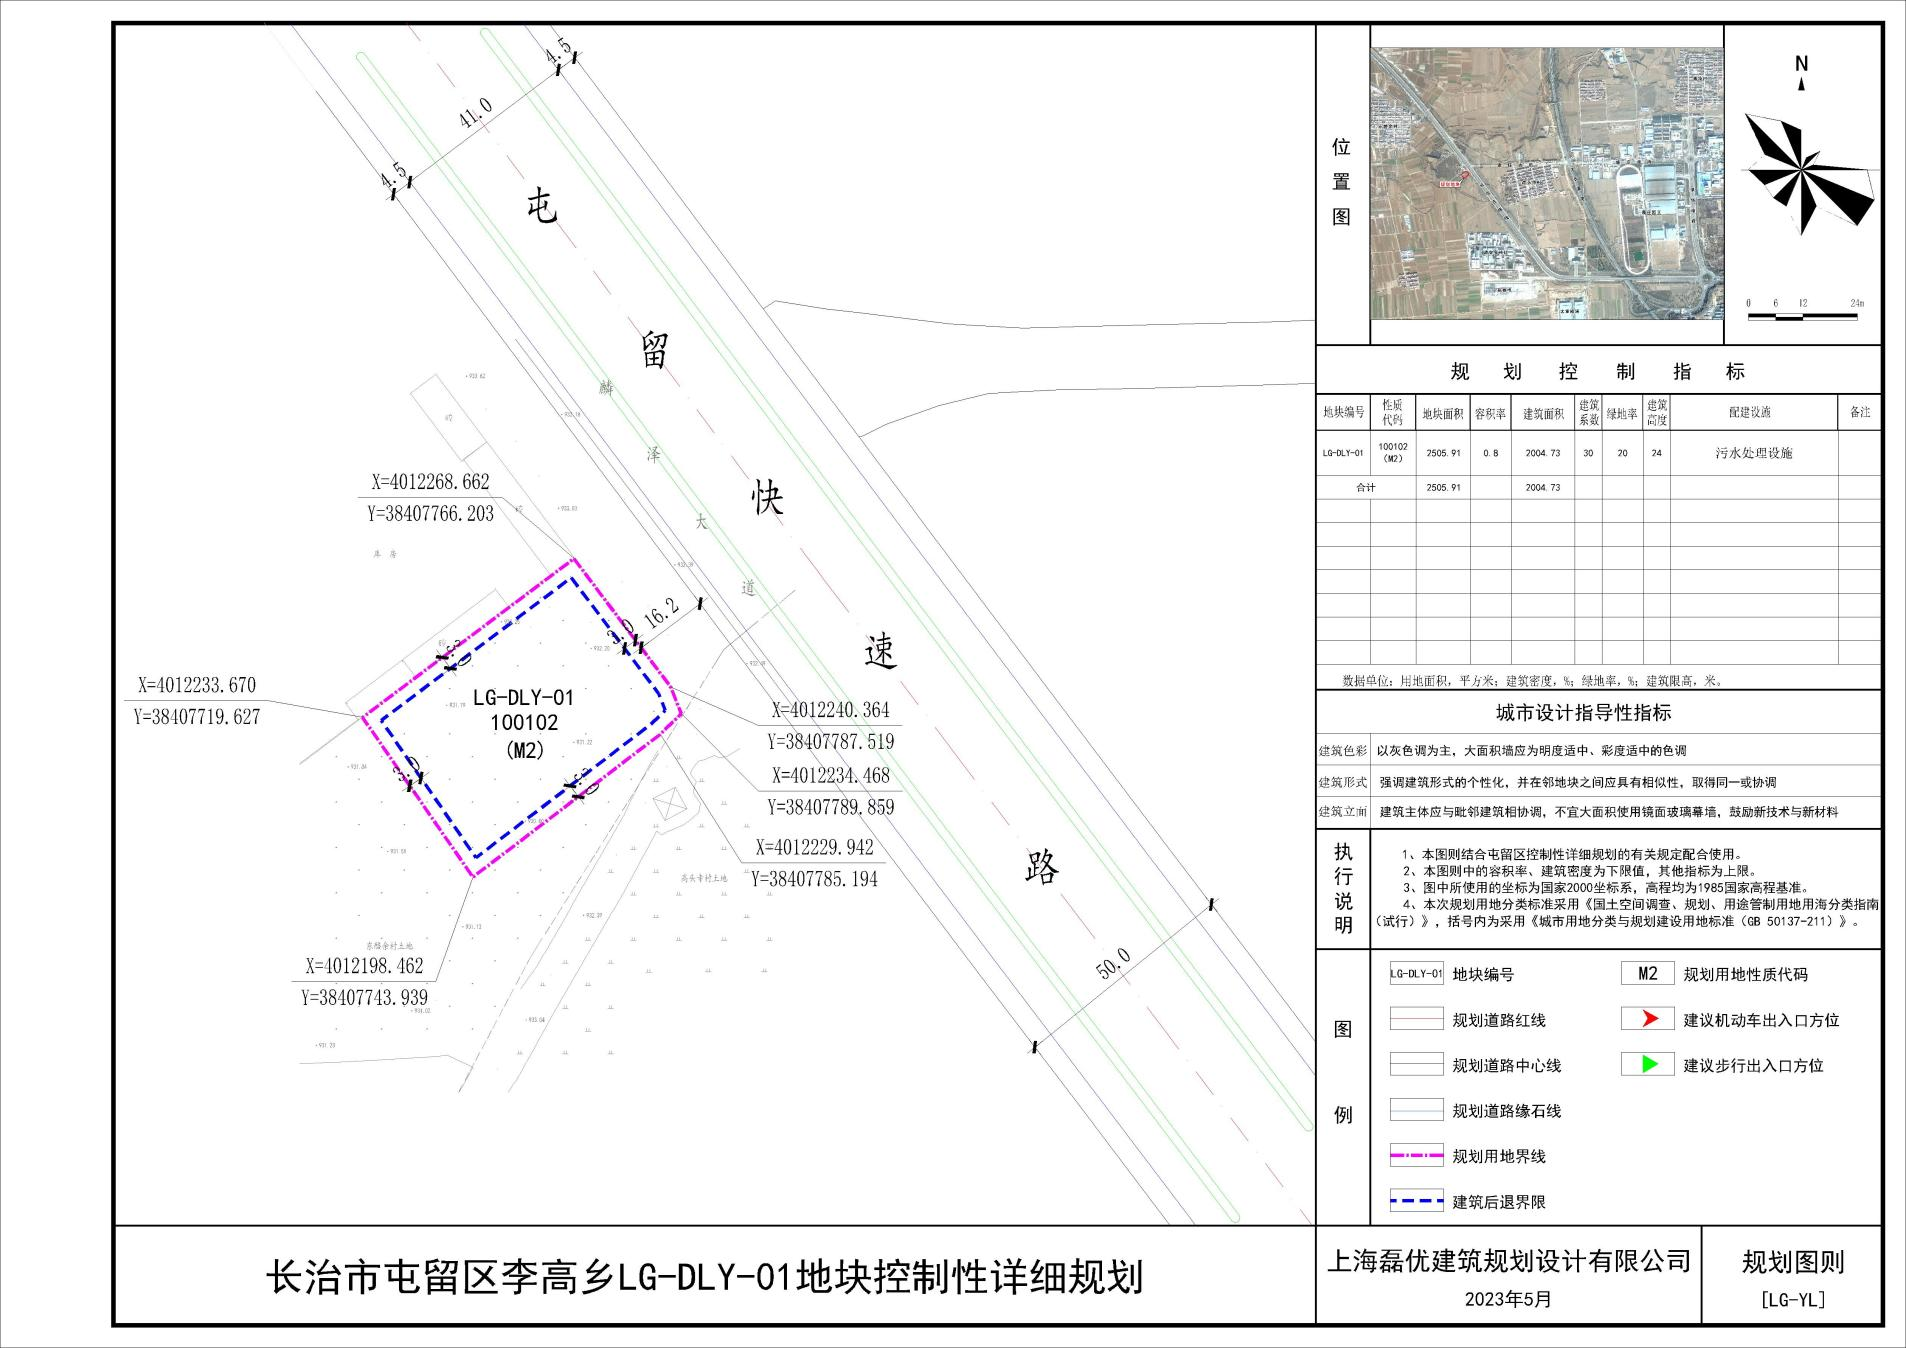 4.5
41.0
4.5
屯
留
快
速
路
麟
泽
大
道
X=4012268.662
Y=38407766.203
库 房
16.2
3.0
3.0
X=4012233.670
Y=38407719.627
LG-DLY-01
100102
(M2)
X=4012240.364
Y=38407787.519
X=4012234.468
Y=38407789.859
X=4012229.942
Y=38407785.194
X=4012198.462
Y=38407743.939
50.0
位
置
图
N
0 6 12 24m
规 划 控 制 指 标
地块编号 性质代码 地块面积 容积率 建筑面积 建筑系数 绿地率 建筑高度 配建设施 备注
LG-DLY-01 100102 (M2) 2505.91 0.8 2004.73 30 20 24 污水处理设施
合计 2505.91 2004.73
数据单位：用地面积，平方米；建筑密度，%；绿地率，%；建筑限高，米。
城市设计指导性指标
建筑色彩 以灰色调为主，大面积墙应为明度适中、彩度适中的色调
建筑形式 强调建筑形式的个性化，并在邻地块之间应具有相似性，取得同一或协调
建筑立面 建筑主体应与毗邻建筑相协调，不宜大面积使用镜面玻璃幕墙，鼓励新技术与新材料
执行说明
1、本图则结合屯留区控制性详细规划的有关规定配合使用。
2、本图则中的容积率、建筑密度为下限值，其他指标为上限。
3、图中所使用的坐标为国家2000坐标系，高程均为1985国家高程基准。
4、本次规划用地分类标准采用《国土空间调查、规划、用途管制用地用海分类指南
（试行）》，括号内为采用《城市用地分类与规划建设用地标准（GB 50137-211）》。
图
例
LG-DLY-01 地块编号
M2 规划用地性质代码
规划道路红线
建议机动车出入口方位
规划道路中心线
建议步行出入口方位
规划道路缘石线
规划用地界线
建筑后退界限
长治市屯留区李高乡LG-DLY-01地块控制性详细规划
上海磊优建筑规划设计有限公司
2023年5月
规划图则
[LG-YL]